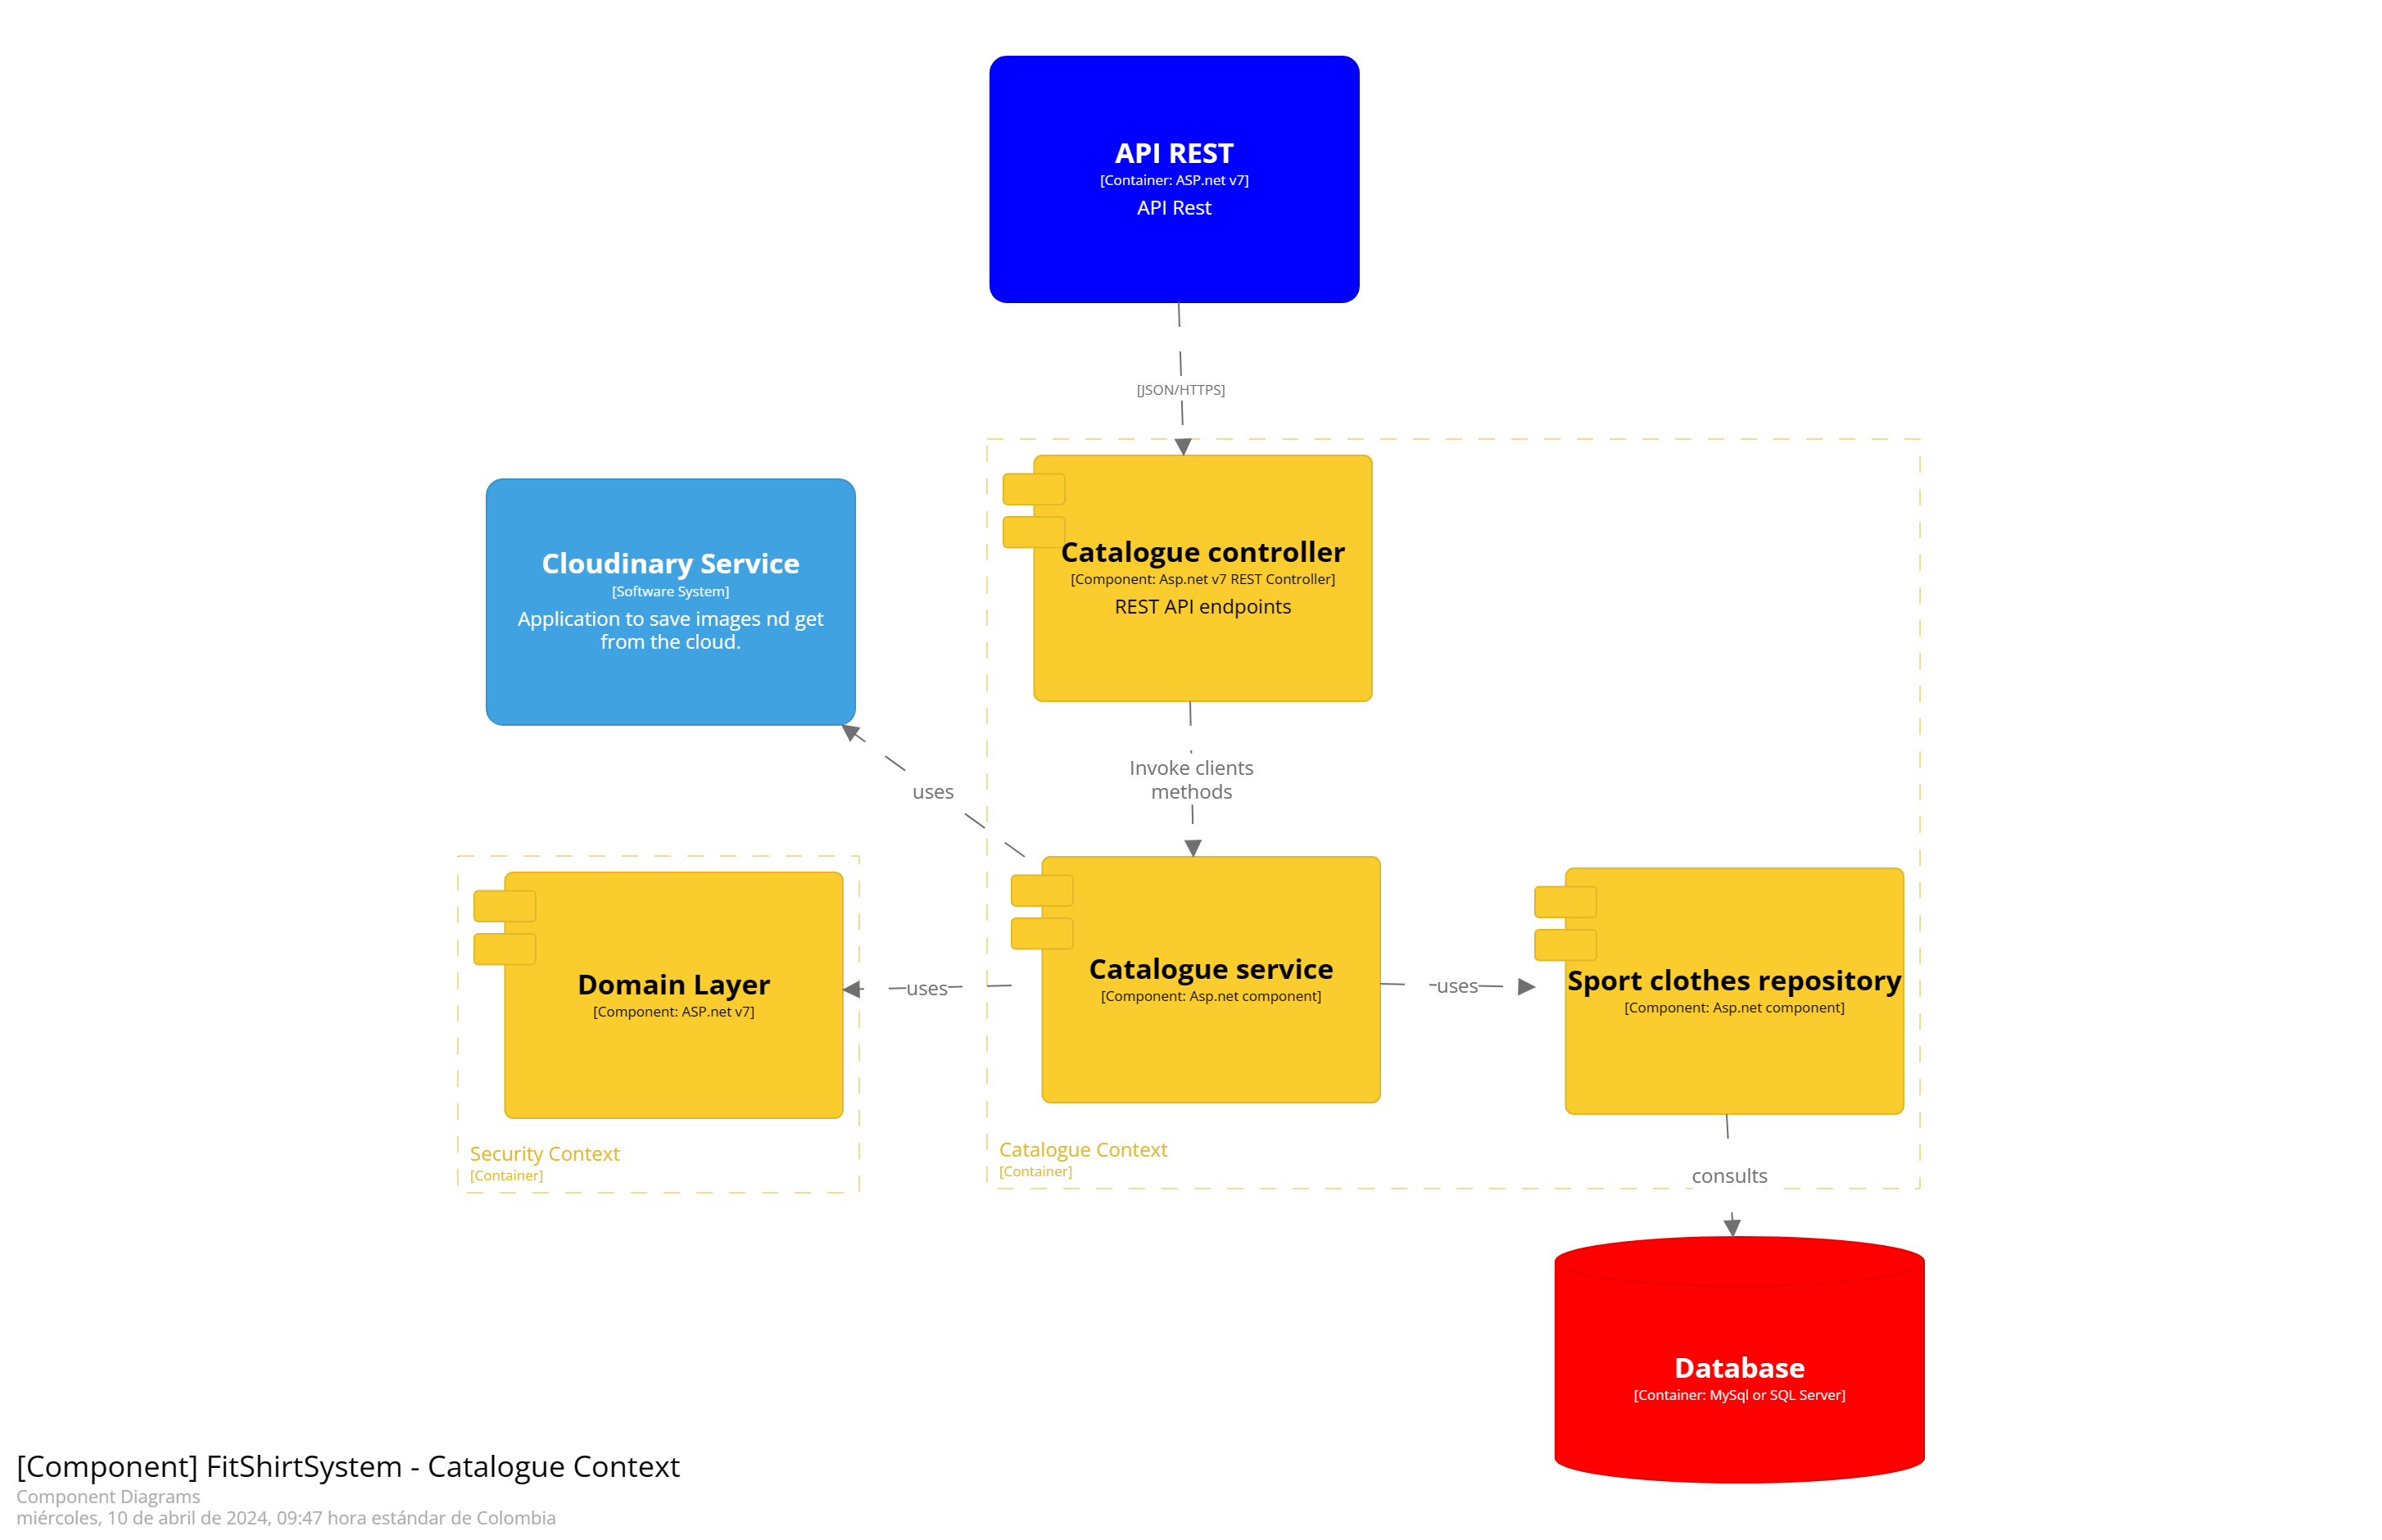 API REST
[Container: ASP.net v7]
API Rest
[JSON/HTTPS]
Catalogue controller
[Component: Asp.net v7 REST Controller]
REST API endpoints
Cloudinary Service
[Software System]
Application to save images nd get
from the cloud.
Invoke clients
methods
uses
Domain Layer
[Component: ASP.net v7]
uses
Catalogue service
[Component: Asp.net component]
uses
Sport clothes repository
[Component: Asp.net component]
Security Context
[Container]
Catalogue Context
[Container]
consults
Database
[Container: MySql or SQL Server]
[Component] FitShirtSystem - Catalogue Context
Component Diagrams
miércoles, 10 de abril de 2024, 09:47 hora estándar de Colombia